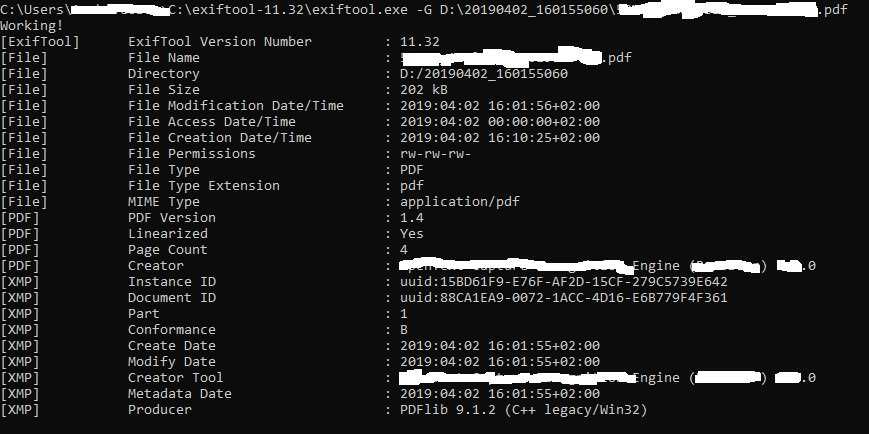 C:\Users\ C:\exiftool-11.32\exiftool.exe -G D:\20190402_160155060\ .pdf
Working!
[ExifTool] ExifTool Version Number : 11.32
[File] File Name : .pdf
[File] Directory : D:/20190402_160155060
[File] File Size : 202 kB
[File] File Modification Date/Time : 2019:04:02 16:01:56+02:00
[File] File Access Date/Time : 2019:04:02 00:00:00+02:00
[File] File Creation Date/Time : 2019:04:02 16:10:25+02:00
[File] File Permissions : rw-rw-rw-
[File] File Type : PDF
[File] File Type Extension : pdf
[File] MIME Type : application/pdf
[PDF] PDF Version : 1.4
[PDF] Linearized : Yes
[PDF] Page Count : 4
[PDF] Creator : Engine ( ) .0
[XMP] Instance ID : uuid:15BD61F9-E76F-AF2D-15CF-279C5739E642
[XMP] Document ID : uuid:88CA1EA9-0072-1ACC-4D16-E6B779F4F361
[XMP] Part : 1
[XMP] Conformance : B
[XMP] Create Date : 2019:04:02 16:01:55+02:00
[XMP] Modify Date : 2019:04:02 16:01:55+02:00
[XMP] Creator Tool : Engine ( ) .0
[XMP] Metadata Date : 2019:04:02 16:01:55+02:00
[XMP] Producer : PDFlib 9.1.2 (C++ legacy/Win32)